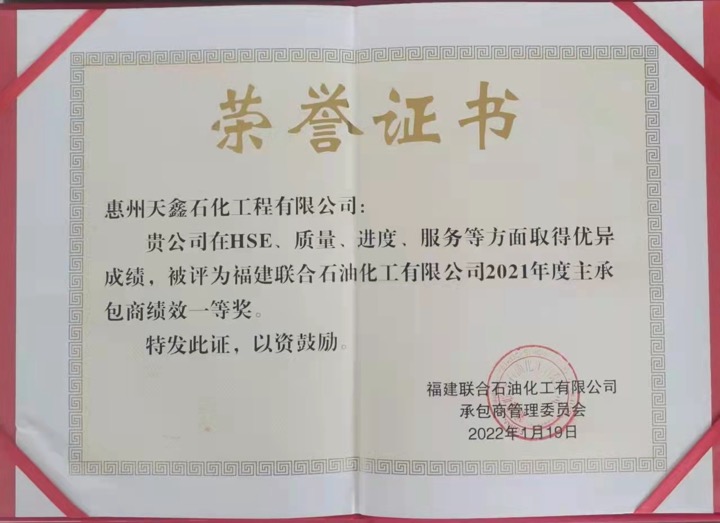 荣誉证书
惠州天鑫石化工程有限公司：
贵公司在HSE、质量、进度、服务等方面取得优异
成绩，被评为福建联合石油化工有限公司2021年度主承
包商绩效一等奖。
特发此证，以资鼓励。
福建联合石油化工有限公司
承包商管理委员会
2022年1月19日